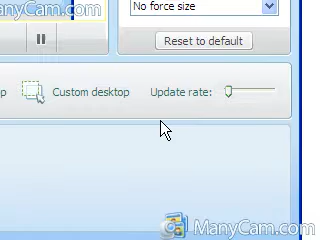 ManyCam.com
No force size
Reset to default
p Custom desktop Update rate:
ManyCam.com